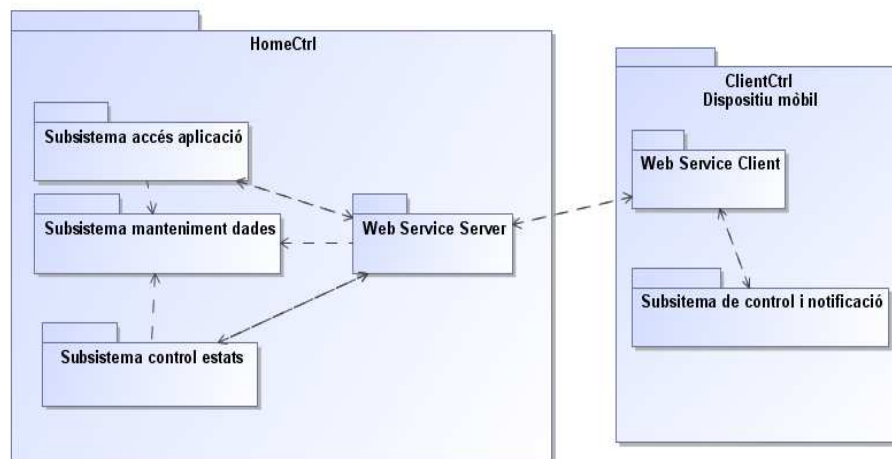 HomeCtrl
Subsistema accés aplicació
Subsistema manteniment dades
Web Service Server
Subsistema control estats
ClientCtrl
Dispositiu mòbil
Web Service Client
Subsitema de control i notificació